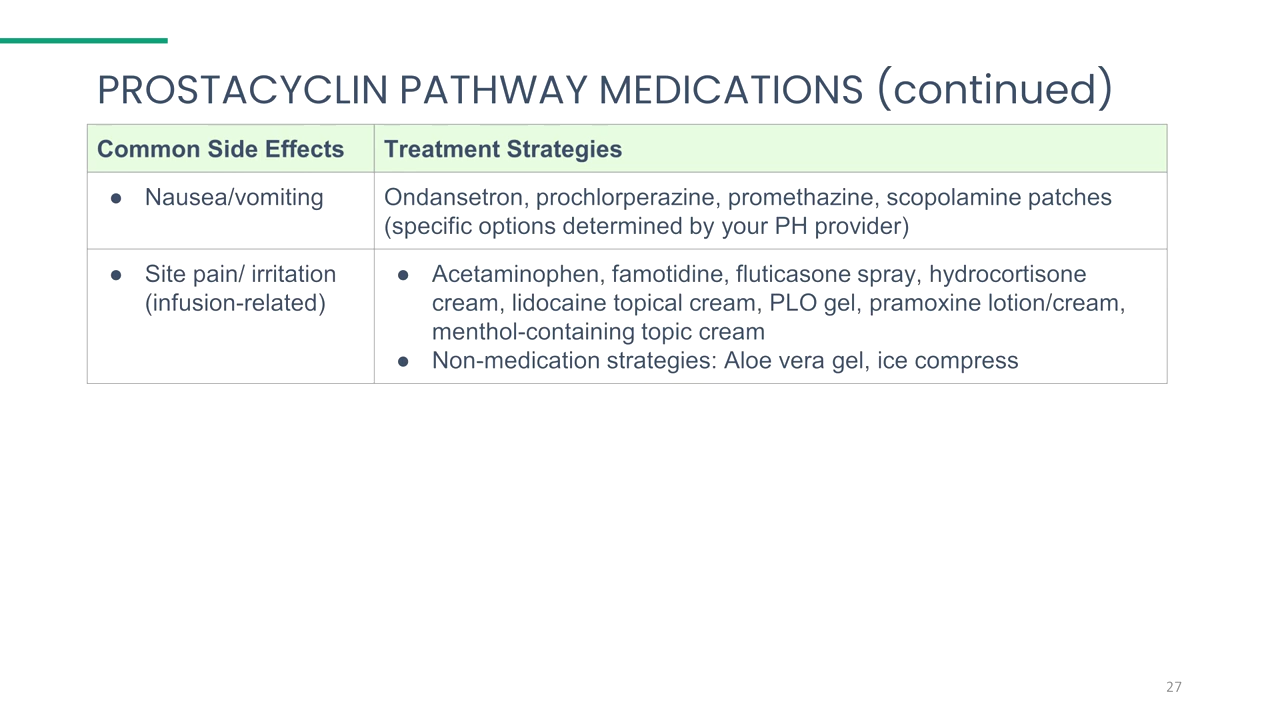 PROSTACYCLIN PATHWAY MEDICATIONS (continued)
Common Side Effects
Treatment Strategies
● Nausea/vomiting
Ondansetron, prochlorperazine, promethazine, scopolamine patches
(specific options determined by your PH provider)
● Site pain/ irritation
(infusion-related)
● Acetaminophen, famotidine, fluticasone spray, hydrocortisone
cream, lidocaine topical cream, PLO gel, pramoxine lotion/cream,
menthol-containing topic cream
● Non-medication strategies: Aloe vera gel, ice compress
27